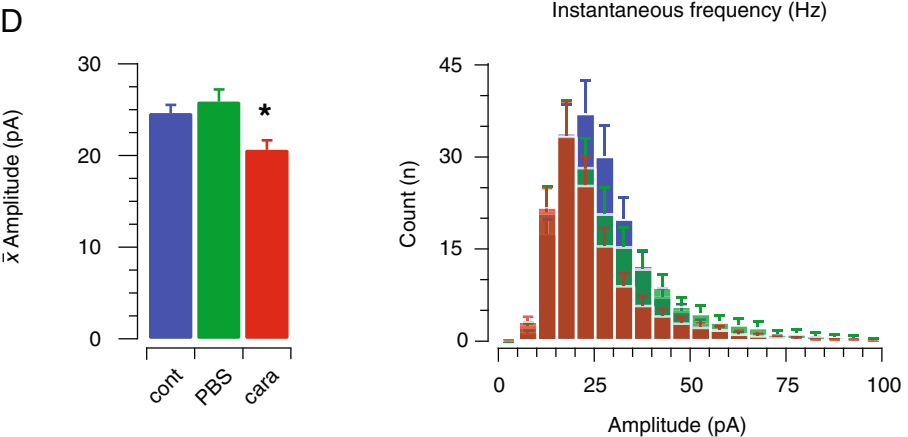 D
Instantaneous frequency (Hz)
x̄ Amplitude (pA)
30
20
10
0
cont
PBS
cara
*
Count (n)
45
30
15
0
0
25
50
75
100
Amplitude (pA)